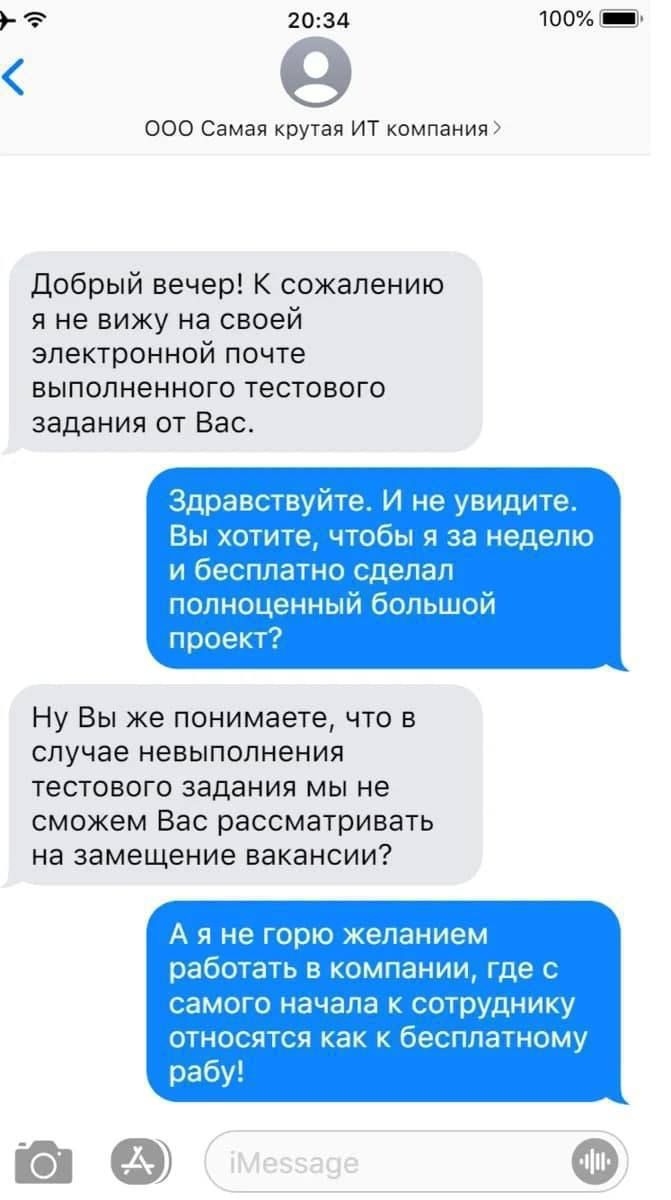 20:34
100%
ООО Самая крутая ИТ компания
Добрый вечер! К сожалению
я не вижу на своей
электронной почте
выполненного тестового
задания от Вас.
Здравствуйте. И не увидите.
Вы хотите, чтобы я за неделю
и бесплатно сделал
полноценный большой
проект?
Ну Вы же понимаете, что в
случае невыполнения
тестового задания мы не
сможем Вас рассматривать
на замещение вакансии?
А я не горю желанием
работать в компании, где с
самого начала к сотруднику
относятся как к бесплатному
рабу!
iMessage